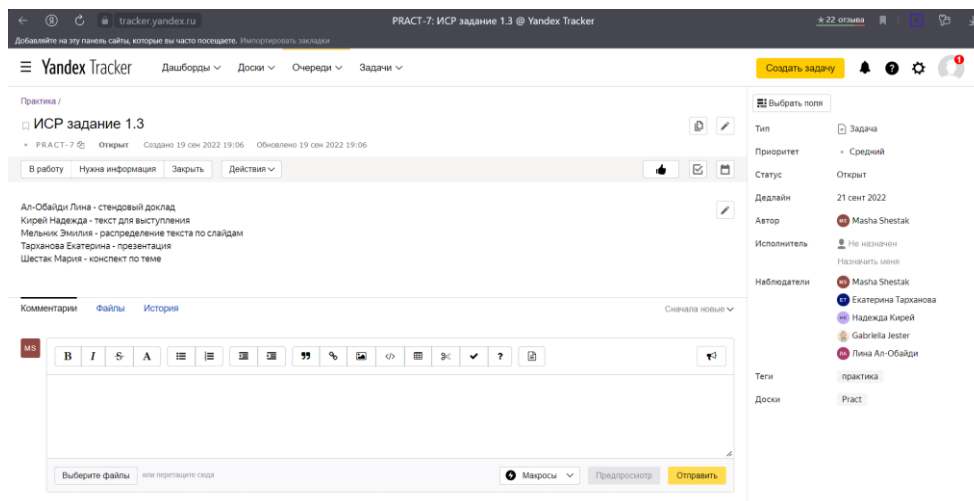 tracker.yandex.ru
PRACT-7: ИСР задание 1.3 @ Yandex Tracker
★ 22 отзыва
Добавляйте на эту панель сайты, которые вы часто посещаете. Импортировать закладки
Yandex Tracker
Дашборды
Доски
Очереди
Задачи
Создать задачу
1
Практика /
ИСР задание 1.3
PRACT-7 Открыт Создано 19 сен 2022 19:06 Обновлено 19 сен 2022 19:06
В работу Нужна информация Закрыть Действия
Ал-Обайди Лина - стендовый доклад
Кирей Надежда - текст для выступления
Мельник Эмилия - распределение текста по слайдам
Тарханова Екатерина - презентация
Шестак Мария - конспект по теме
Комментарии Файлы История
Сначала новые
MS
B I S A
Выберите файлы или перетащите сюда
Макросы Предпросмотр Отправить
Выбрать поля
Тип Задача
Приоритет Средний
Статус Открыт
Дедлайн 21 сент 2022
Автор MS Masha Shestak
Исполнитель Не назначен
Назначить меня
Наблюдатели MS Masha Shestak
ЕТ Екатерина Тарханова
НК Надежда Кирей
Gabriella Jester
ЛА Лина Ал-Обайди
Теги практика
Доски Pract